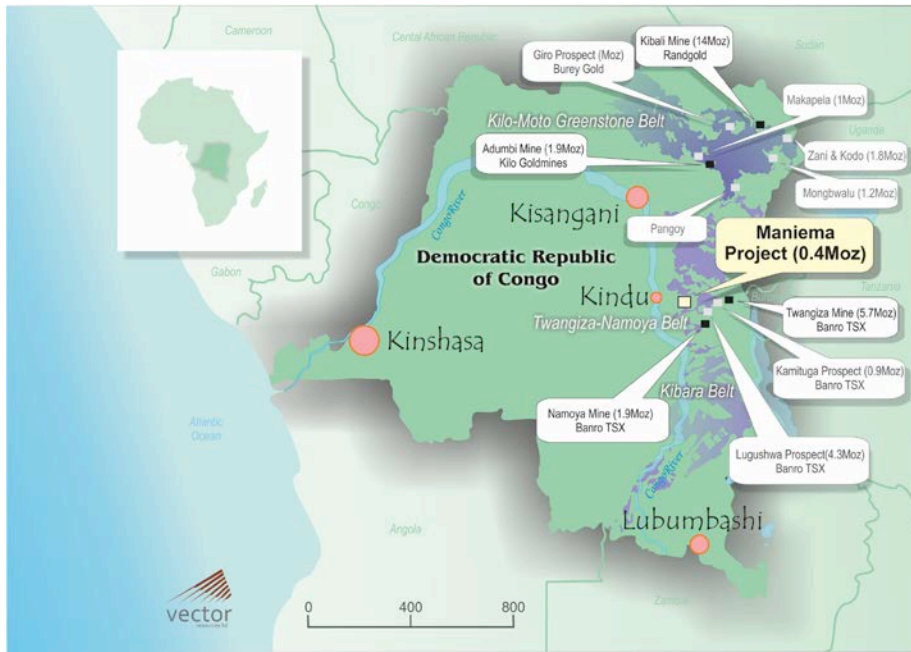 Cameroon
Cental African Republic
Sudan
Giro Prospect (Moz)
Burey Gold
Kibali Mine (14Moz)
Randgold
Makapela (1Moz)
Kilo-Moto Greenstone Belt
Uganda
Adumbi Mine (1.9Moz)
Kilo Goldmines
Zani & Kodo (1.8Moz)
Mongbwalu (1.2Moz)
Congo
CongoRiver
Kisangani
Pangoy
Maniema
Project (0.4Moz)
Gabon
Democratic Republic
of Congo
Tanzania
Kindu
Twangiza-Namoya Belt
Twangiza Mine (5.7Moz)
Banro TSX
Kinshasa
Kamituga Prospect (0.9Moz)
Banro TSX
Kibara Belt
Namoya Mine (1.9Moz)
Banro TSX
Atlantic
Ocean
Lugushwa Prospect(4.3Moz)
Banro TSX
CongoRiver
Lubumbashi
Angola
Zambia
vector
0 400 800